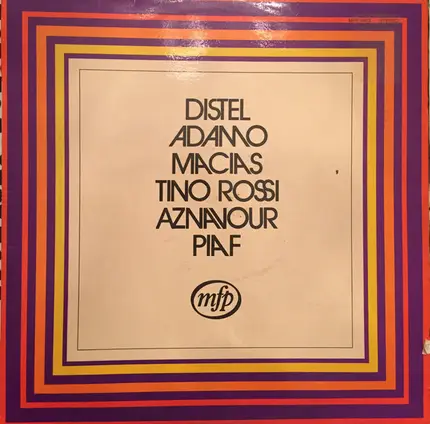 DISTEL
ADAMO
MACIAS
TINO ROSSI
AZNAVOUR
PIAF
mfp